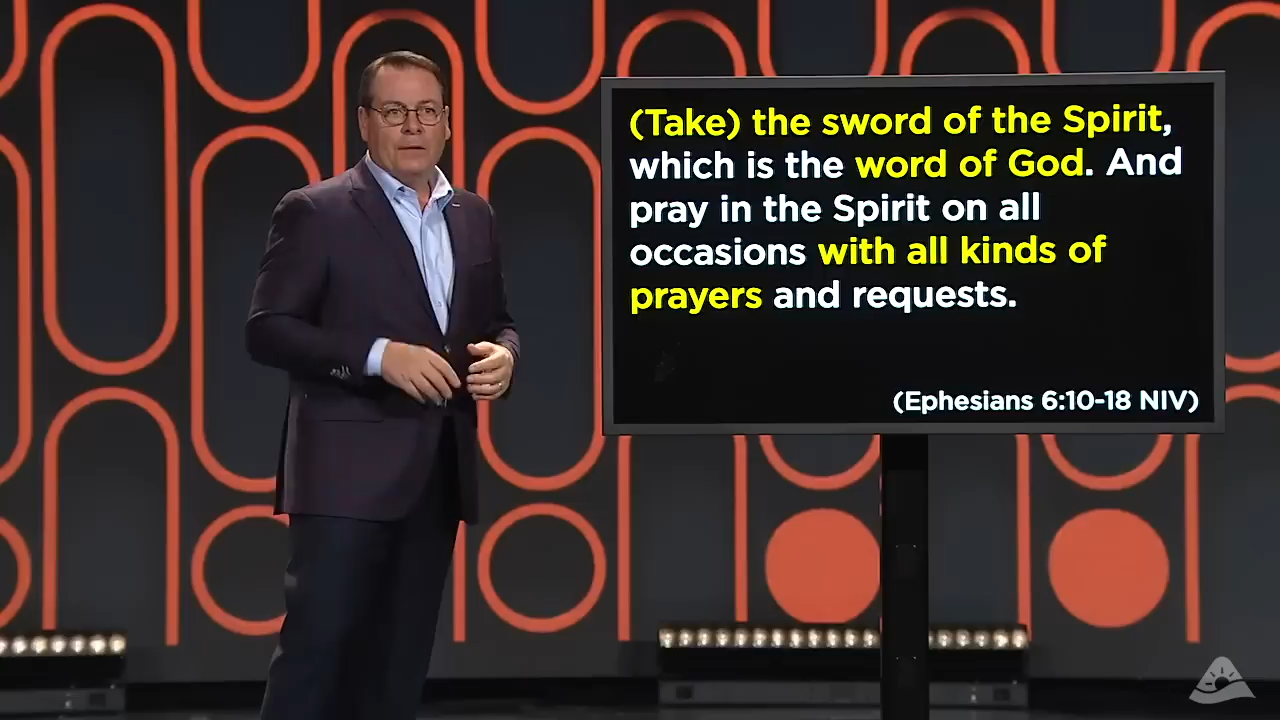 (Take) the sword of the Spirit,
which is the word of God. And
pray in the Spirit on all
occasions with all kinds of
prayers and requests.
(Ephesians 6:10-18 NIV)